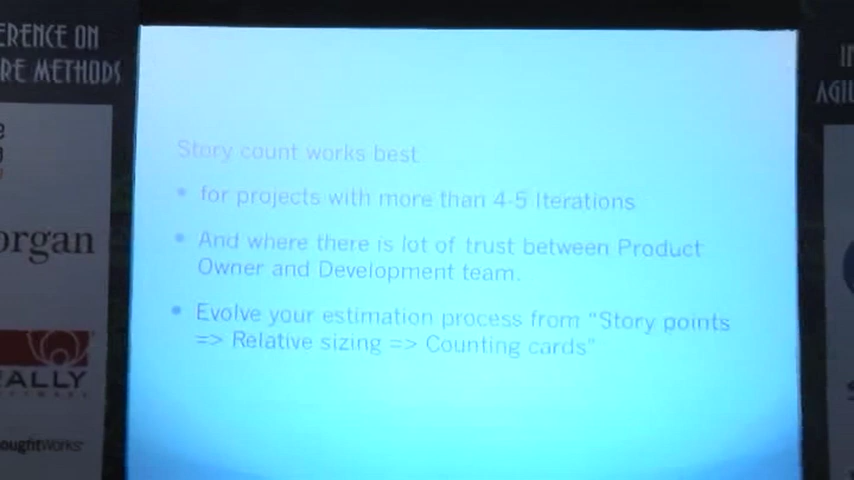 ERENCE ON
RE METHODS
organ
ALLY
oughtWorks
Story count works best
• for projects with more than 4-5 Iterations
• And where there is lot of trust between Product
Owner and Development team.
• Evolve your estimation process from “Story points
=> Relative sizing => Counting cards”
IN
AGIL